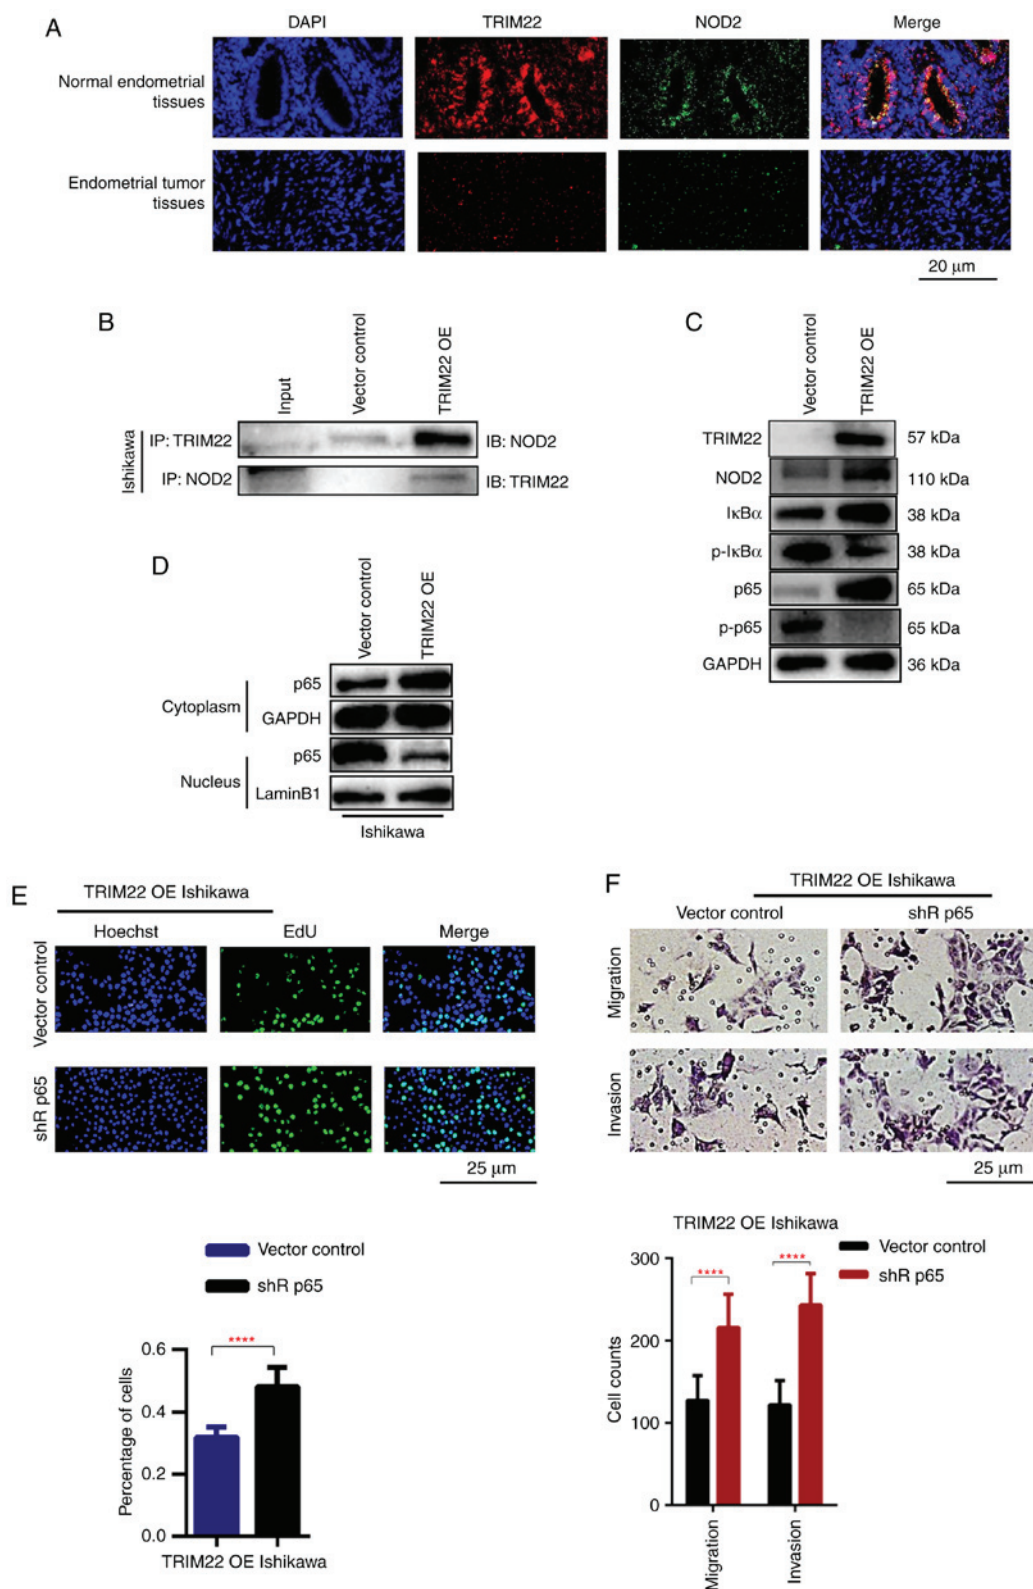 A
DAPI TRIM22 NOD2 Merge
Normal endometrial
tissues
Endometrial tumor
tissues
20 μm
B
Input Vector control TRIM22 OE
Ishikawa
IP: TRIM22 IB: NOD2
IP: NOD2 IB: TRIM22
C
Vector control TRIM22 OE
TRIM22 57 kDa
NOD2 110 kDa
IκBα 38 kDa
p-IκBα 38 kDa
p65 65 kDa
p-p65 65 kDa
GAPDH 36 kDa
D
Vector control TRIM22 OE
Cytoplasm
p65
GAPDH
Nucleus
p65
LaminB1
Ishikawa
E
TRIM22 OE Ishikawa
Hoechst EdU Merge
Vector control
shR p65
25 μm
Vector control
shR p65
Percentage of cells
0.6
0.4
0.2
0.0
****
TRIM22 OE Ishikawa
F
TRIM22 OE Ishikawa
Vector control shR p65
Migration
Invasion
25 μm
TRIM22 OE Ishikawa
Vector control
shR p65
Cell counts
300
200
100
0
**** ****
Migration Invasion